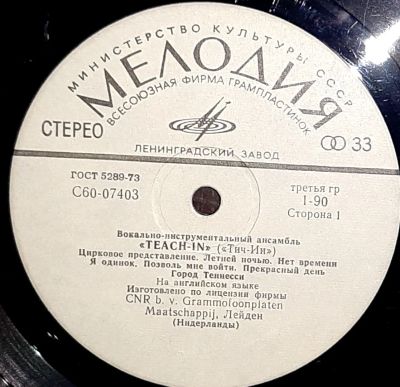 МИНИСТЕРСТВО КУЛЬТУРЫ СССР
МЕЛОДИЯ
ВСЕСОЮЗНАЯ ФИРМА ГРАМПЛАСТИНОК
СТЕРЕО
33
ЛЕНИНГРАДСКИЙ ЗАВОД
ГОСТ 5289-73
С60-07403
третья гр
1-90
Сторона 1
Вокально-инструментальный ансамбль
«TEACH-IN» («Тич-Ин»)
Цирковое представление. Летней ночью. Нет времени
Я одинок. Позволь мне войти. Прекрасный день
Город Теннесси
На английском языке
Изготовлено по лицензии фирмы
CNR b. v. Grammofoonplaten
Maatschappij, Лейден
(Нидерланды)